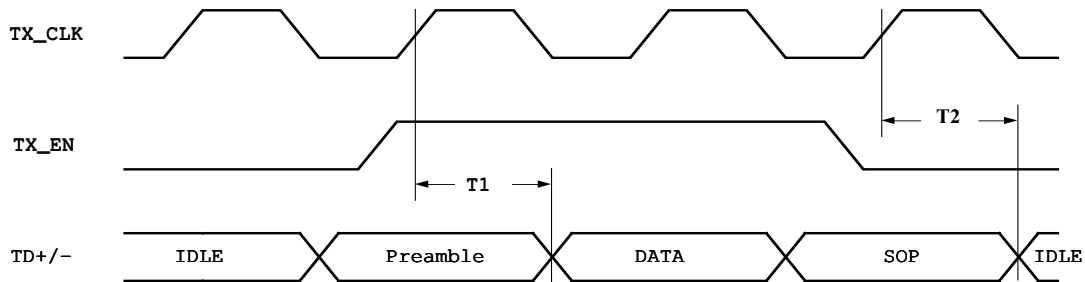 TX_CLK
T2
TX_EN
T1
TD+/- IDLE Preamble DATA SOP IDLE